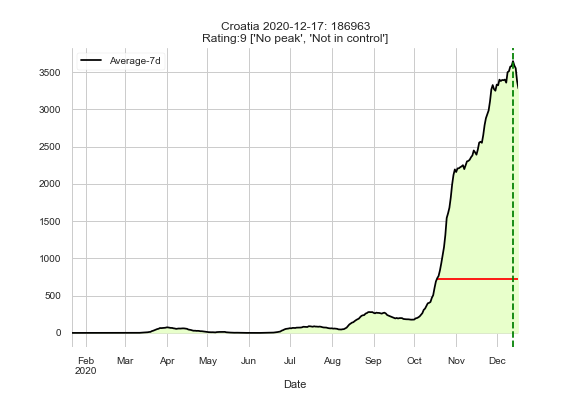 Croatia 2020-12-17: 186963
Rating:9 ['No peak', 'Not in control']
Average-7d
3500
3000
2500
2000
1500
1000
500
0
Feb Mar Apr May Jun Jul Aug Sep Oct Nov Dec
2020
Date